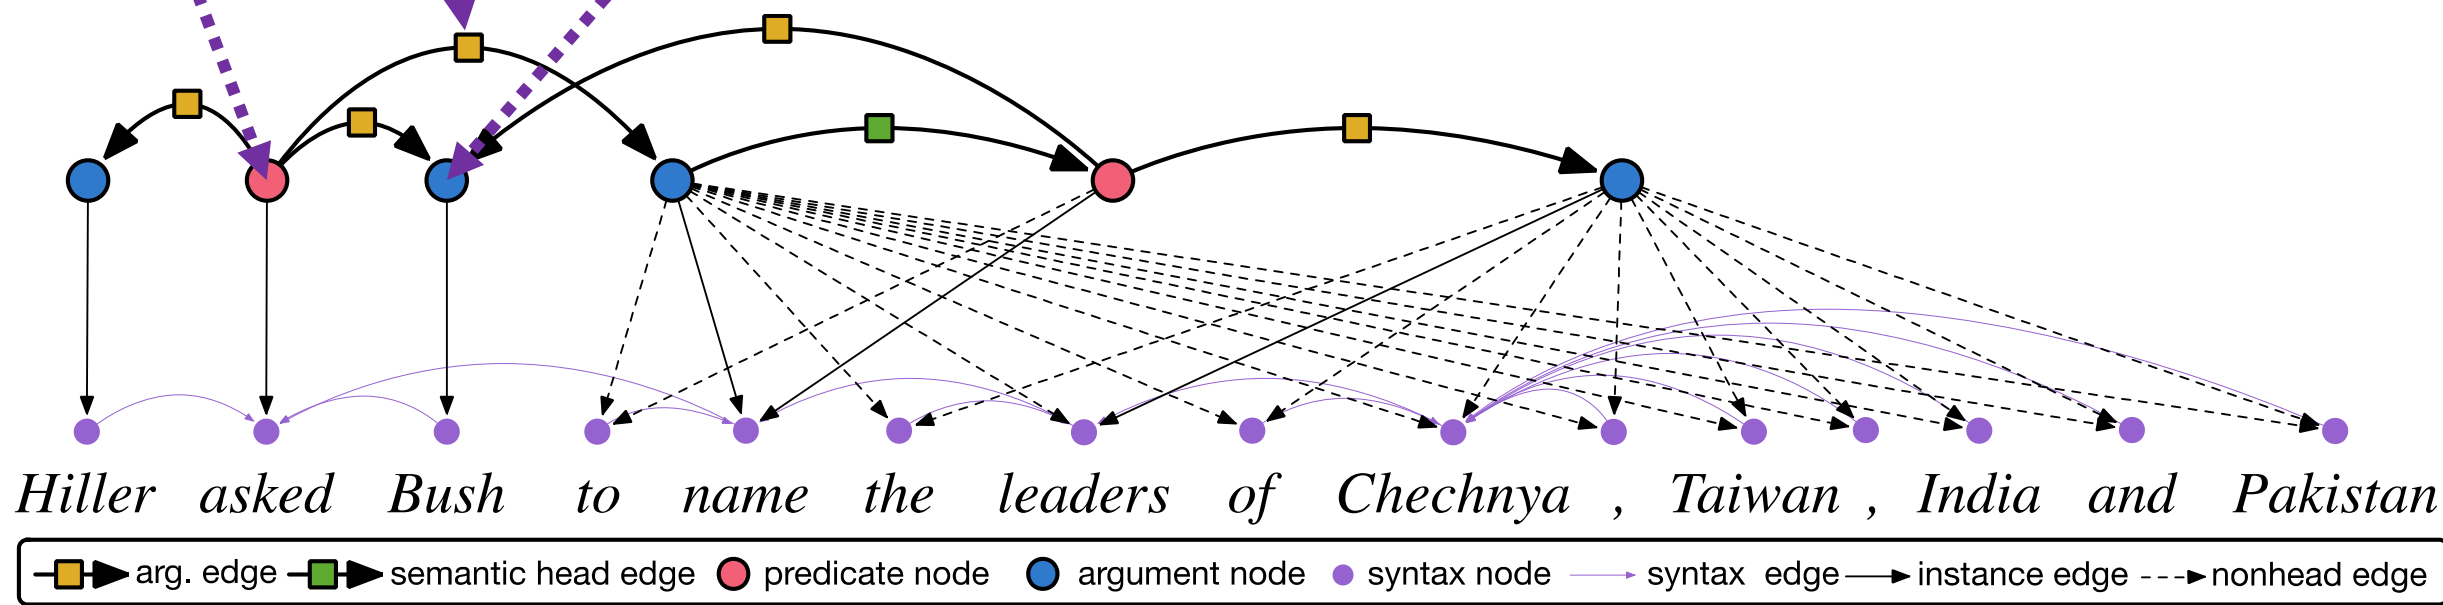 Hiller asked Bush to name the leaders of Chechnya , Taiwan , India and Pakistan
arg. edge semantic head edge predicate node argument node syntax node syntax edge instance edge nonhead edge